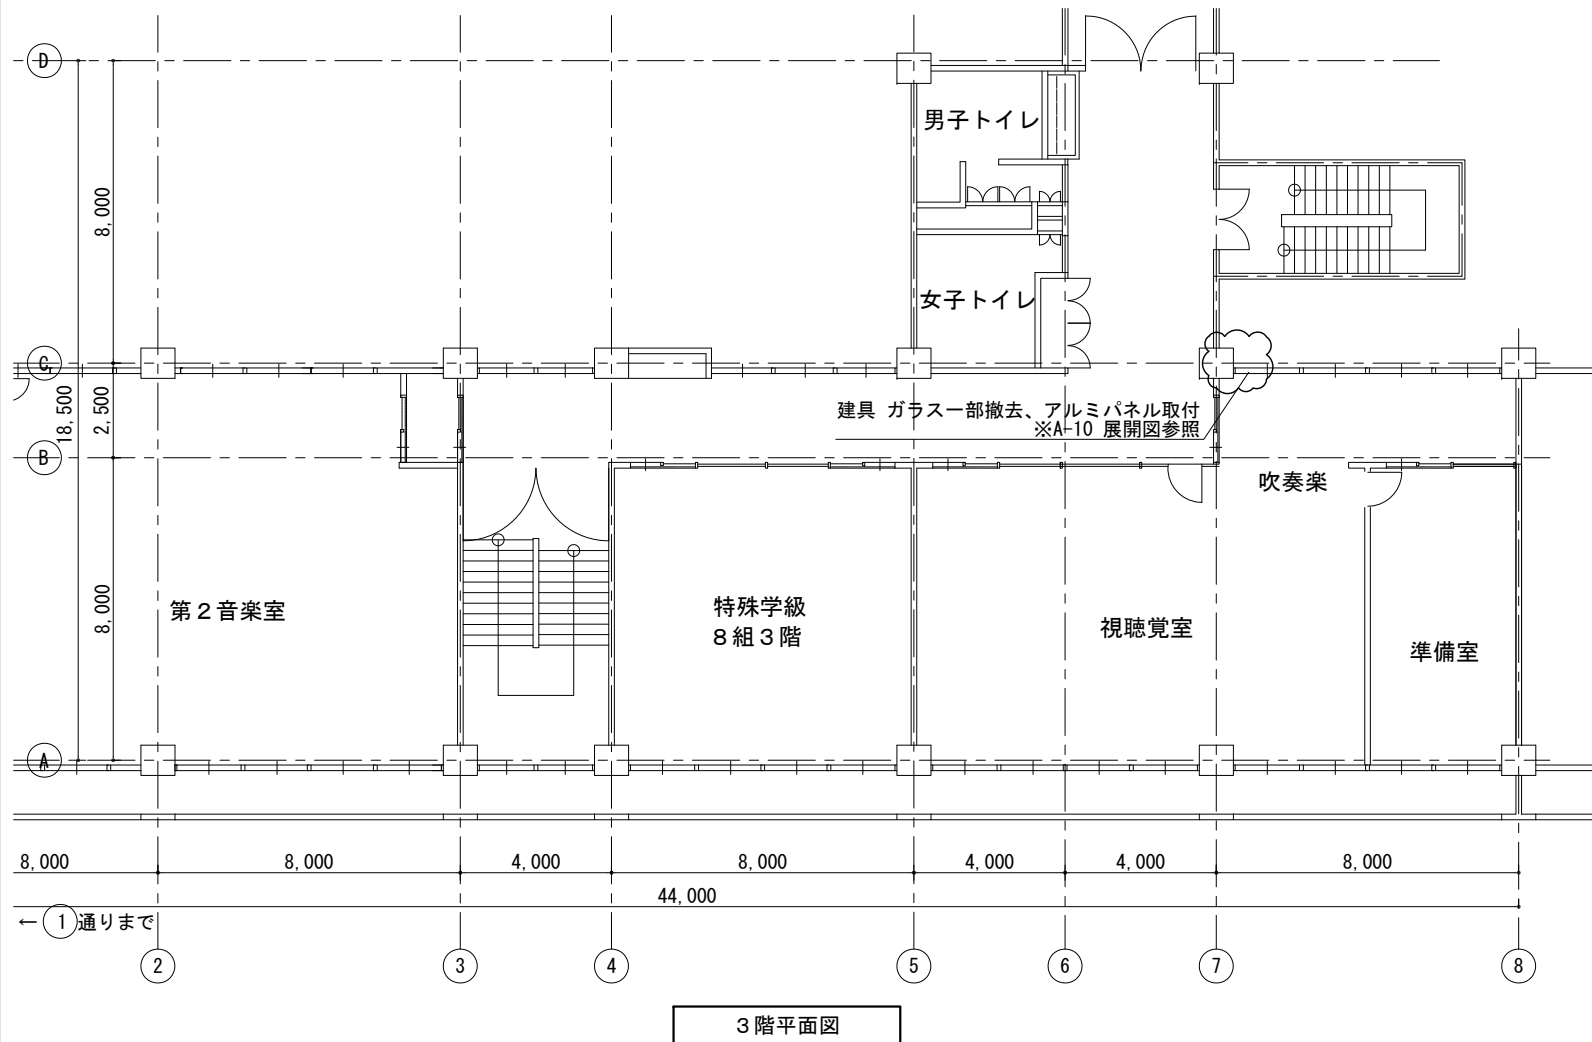 D
男子トイレ
8,000
女子トイレ
C
18,500
2,500
建具 ガラス一部撤去、アルミパネル取付
※A-10 展開図参照
B
吹奏楽
8,000
第２音楽室
特殊学級
８組３階
視聴覚室
準備室
A
8,000
8,000
4,000
8,000
4,000
4,000
8,000
44,000
← 1 通りまで
2
3
4
5
6
7
8
３階平面図